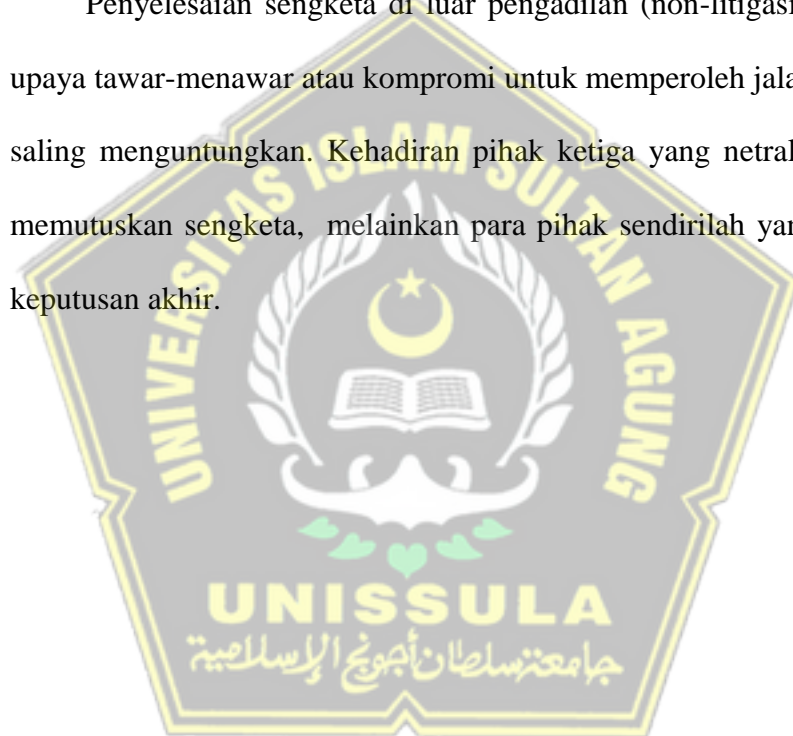 Penyelesaian sengketa di luar pengadilan (non-litigasi
upaya tawar-menawar atau kompromi untuk memperoleh jala
saling menguntungkan. Kehadiran pihak ketiga yang netral
memutuskan sengketa, melainkan para pihak sendirilah yan
keputusan akhir.
UNIVERSITAS ISLAM SULTAN AGUNG
UNISSULA
جامعة سلطان أجونج الإسلامية